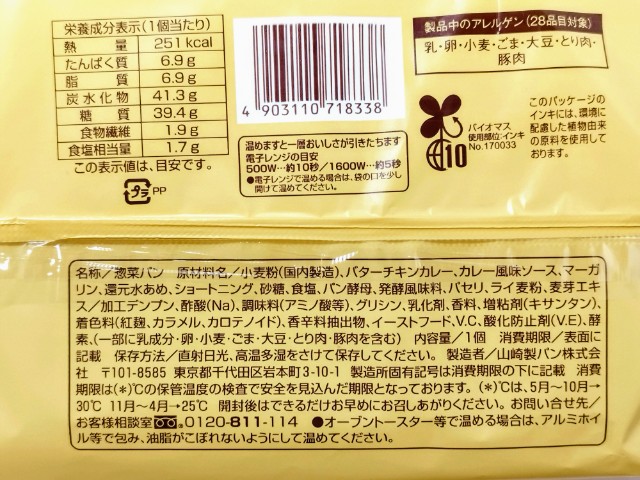 栄養成分表示(1個当たり)
熱量 251kcal
たんぱく質 6.9g
脂質 6.9g
炭水化物 41.3g
糖質 39.4g
食物繊維 1.9g
食塩相当量 1.7g
この表示値は、目安です。
プラ PP
4 903110 718338
温めますと一層おいしさが引きたちます
電子レンジの目安
500W…約10秒/1600W…約5秒
●電子レンジで温める場合は、袋の口を少し
開けて温めてください。
製品中のアレルゲン(28品目対象)
乳・卵・小麦・ごま・大豆・とり肉・
豚肉
10
バイオマス
使用部位:インキ
No.170033
このパッケージの
インキには、環境に
配慮した植物由来
の原料を使用して
おります。
名称/惣菜パン 原材料名/小麦粉(国内製造)、バターチキンカレー、カレー風味ソース、マーガ
リン、還元水あめ、ショートニング、砂糖、食塩、パン酵母、発酵風味料、パセリ、ライ麦粉、麦芽エキ
ス/加工デンプン、酢酸(Na)、調味料(アミノ酸等)、グリシン、乳化剤、香料、増粘剤(キサンタン)、
着色料(紅麹、カラメル、カロテノイド)、香辛料抽出物、イーストフード、V.C、酸化防止剤(V.E)、酵
素、(一部に乳成分・卵・小麦・ごま・大豆・とり肉・豚肉を含む) 内容量/1個 消費期限/表面に
記載 保存方法/直射日光、高温多湿をさけて保存してください。 製造者/山崎製パン株式会
社 〒101-8585 東京都千代田区岩本町3-10-1 製造所固有記号は消費期限の下に記載 消費
期限は(*)℃の保管温度の検査で安全を見込んだ期限となっております。(*)℃は、5月~10月→
30℃ 11月~4月→25℃ 開封後はできるだけお早めにお召しあがりください。 お問い合せ先/
お客様相談室 0120-811-114 ●オーブントースター等で温める場合は、アルミホイ
ル等で包み、油脂がこぼれないようにして温めてください。